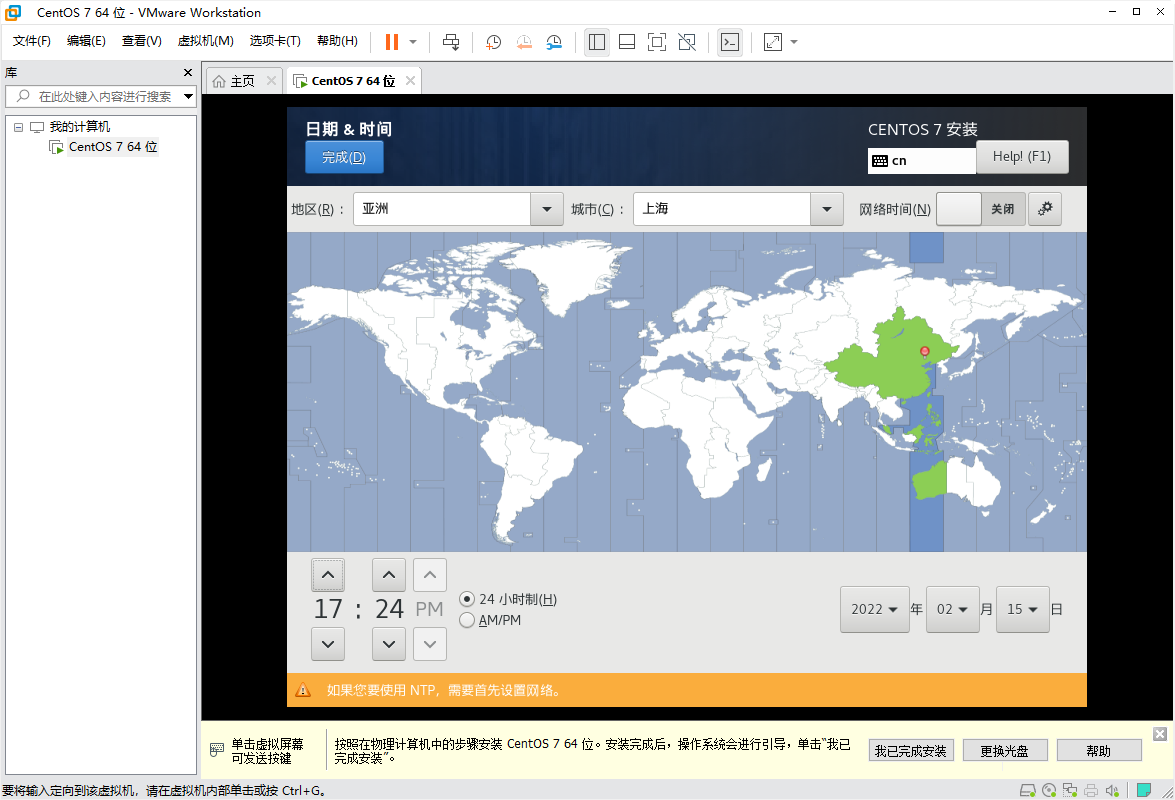 CentOS 7 64 位 - VMware Workstation
文件(F) 编辑(E) 查看(V) 虚拟机(M) 选项卡(T) 帮助(H)
库
在此处键入内容进行搜索
我的计算机
CentOS 7 64 位
主页 CentOS 7 64 位
日期 & 时间
完成(D)
CENTOS 7 安装
cn
Help! (F1)
地区(R) : 亚洲 城市(C) : 上海 网络时间(N) 关闭
17 : 24 PM
24 小时制(H)
AM/PM
2022 年 02 月 15 日
如果您要使用 NTP，需要首先设置网络。
单击虚拟屏幕
可发送按键
按照在物理计算机中的步骤安装 CentOS 7 64 位。安装完成后，操作系统会进行引导，单击“我已
完成安装”。
我已完成安装 更换光盘 帮助
要将输入定向到该虚拟机，请在虚拟机内部单击或按 Ctrl+G。